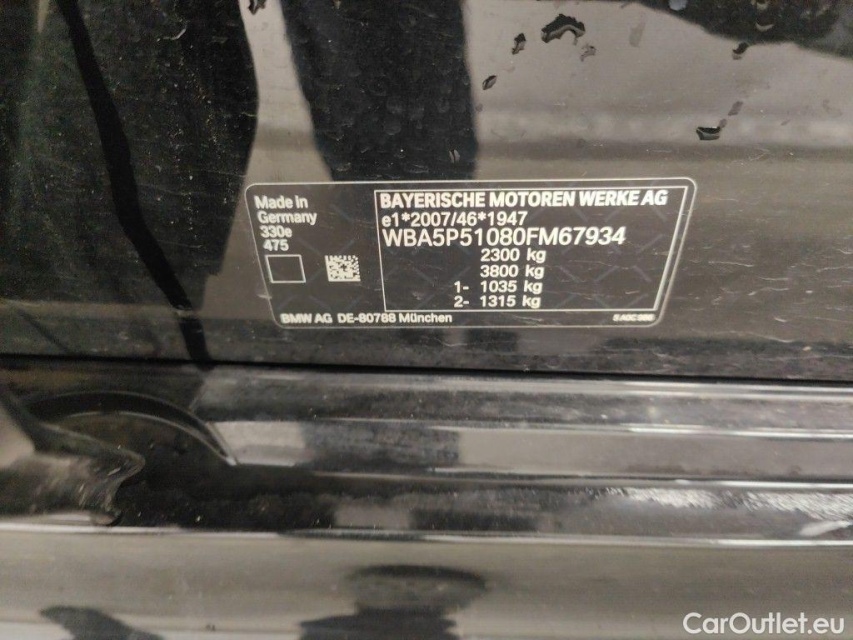 Made in
Germany
330e
475
BAYERISCHE MOTOREN WERKE AG
e1*2007/46*1947
WBA5P51080FM67934
2300 kg
3800 kg
1- 1035 kg
2- 1315 kg
BMW AG DE-80788 München
CarOutlet.eu